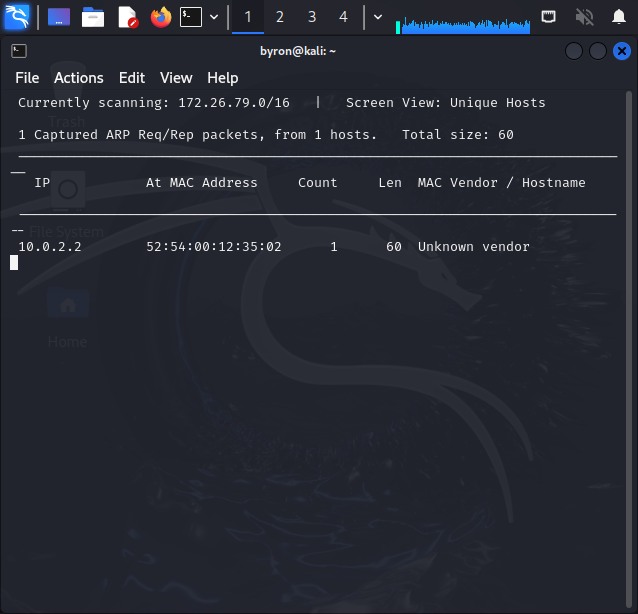 1 2 3 4
byron@kali: ~
File Actions Edit View Help
Currently scanning: 172.26.79.0/16 | Screen View: Unique Hosts
Trash
1 Captured ARP Req/Rep packets, from 1 hosts. Total size: 60
IP At MAC Address Count Len MAC Vendor / Hostname
-- File System
10.0.2.2 52:54:00:12:35:02 1 60 Unknown vendor
Home